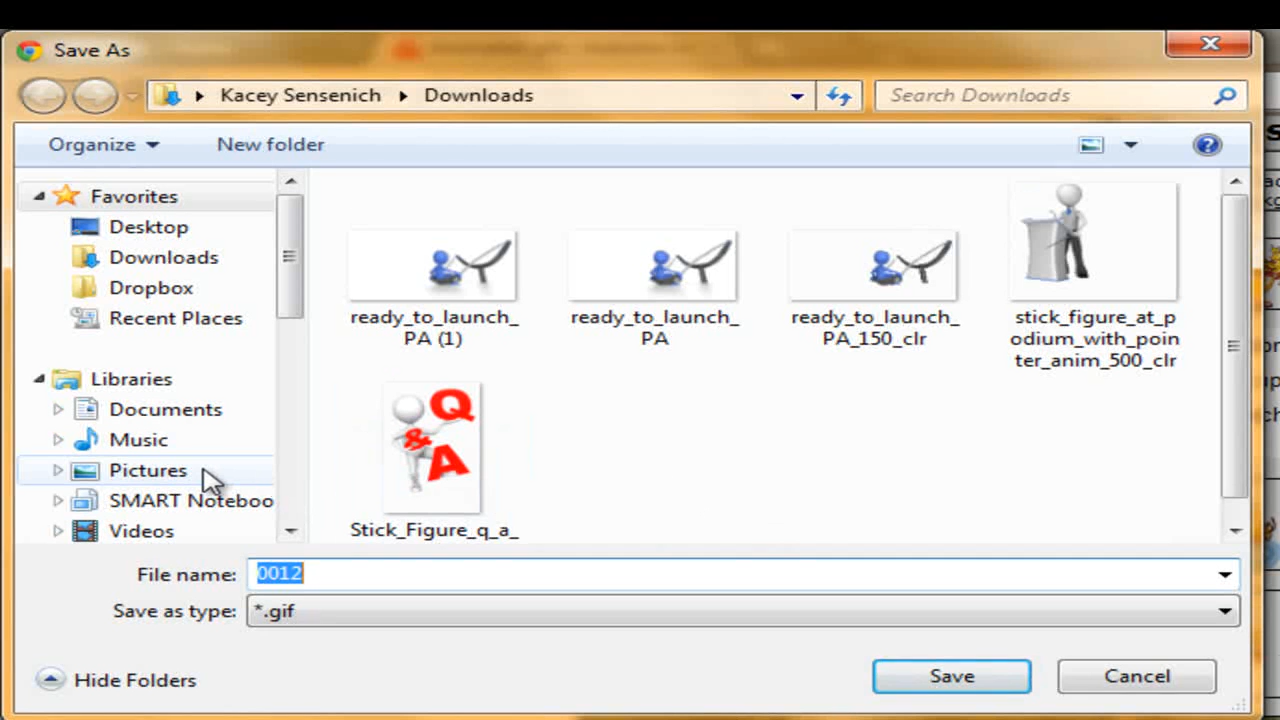 Save As
Kacey Sensenich Downloads
Search Downloads
Organize
New folder
Favorites
Desktop
Downloads
Dropbox
Recent Places
Libraries
Documents
Music
Pictures
SMART Noteboo
Videos
ready_to_launch_
PA (1)
ready_to_launch_
PA
ready_to_launch_
PA_150_clr
stick_figure_at_p
odium_with_poin
ter_anim_500_clr
Q
&
A
Stick_Figure_q_a_
File name: 0012
Save as type: *.gif
Hide Folders
Save
Cancel